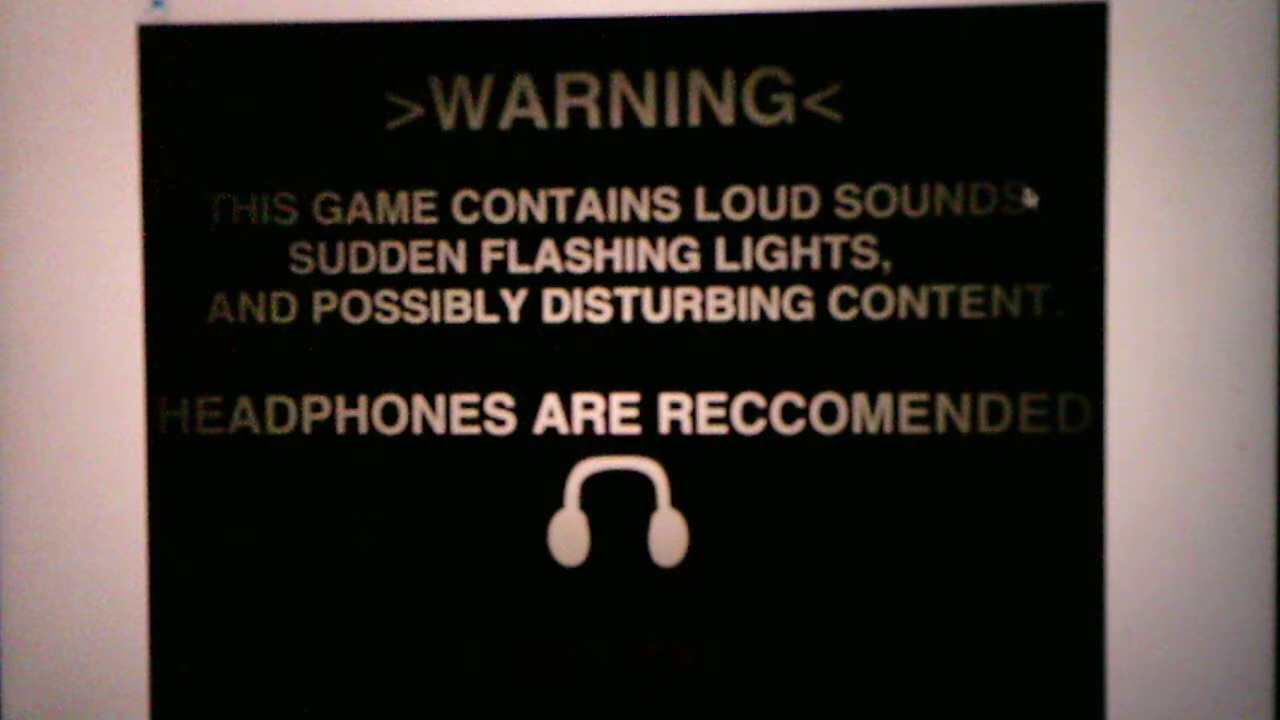 >WARNING<
THIS GAME CONTAINS LOUD SOUNDS
SUDDEN FLASHING LIGHTS,
AND POSSIBLY DISTURBING CONTENT.
HEADPHONES ARE RECCOMENDED